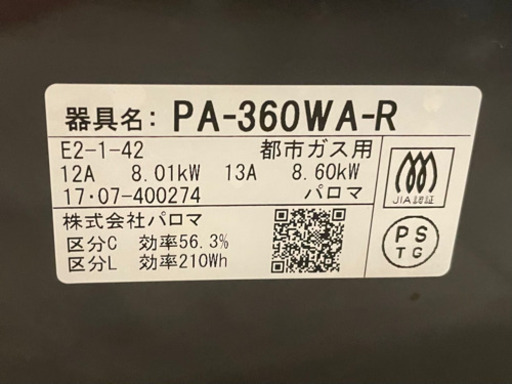 器具名: PA-360WA-R
E2-1-42 都市ガス用
12A 8.01kW 13A 8.60kW
17・07-400274 パロマ
JIA認証
株式会社パロマ
区分C 効率56.3%
区分L 効率210Wh
PS
TG